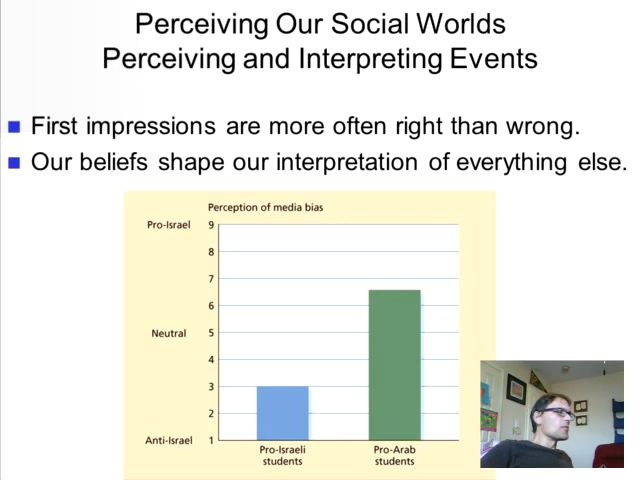 Perceiving Our Social Worlds
Perceiving and Interpreting Events
First impressions are more often right than wrong.
Our beliefs shape our interpretation of everything else.
Perception of media bias
Pro-Israel 9
8
7
6
Neutral 5
4
3
2
Anti-Israel 1
Pro-Israeli students
Pro-Arab students